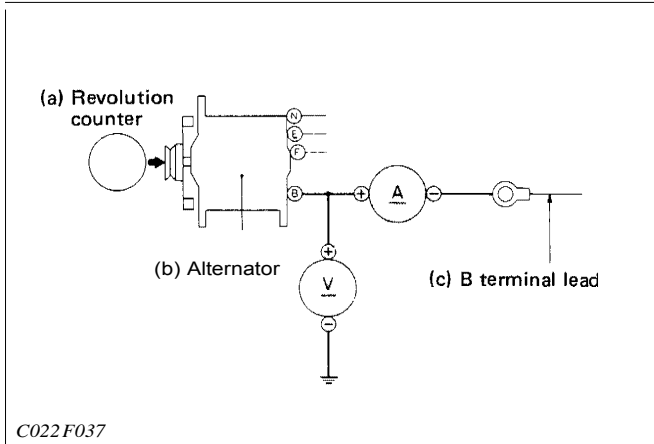 (a) Revolution
counter
N
E
F
B
+
A
−
(b) Alternator
+
V
−
(c) B terminal lead
C022F037